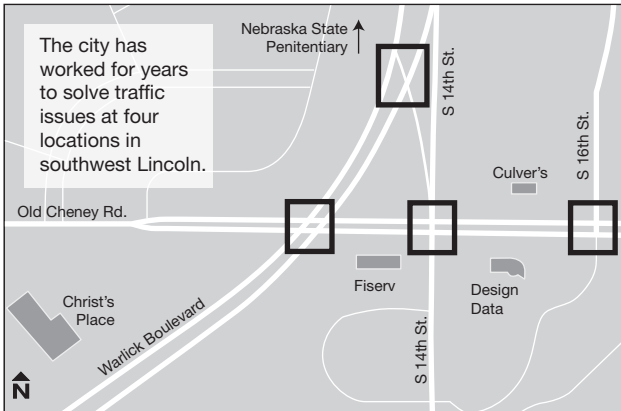 The city has
worked for years
to solve traffic
issues at four
locations in
southwest Lincoln.
Nebraska State
Penitentiary
S 14th St.
S 16th St.
Culver's
Old Cheney Rd.
Fiserv
Design
Data
Christ's
Place
Warlick Boulevard
S 14th St.
N